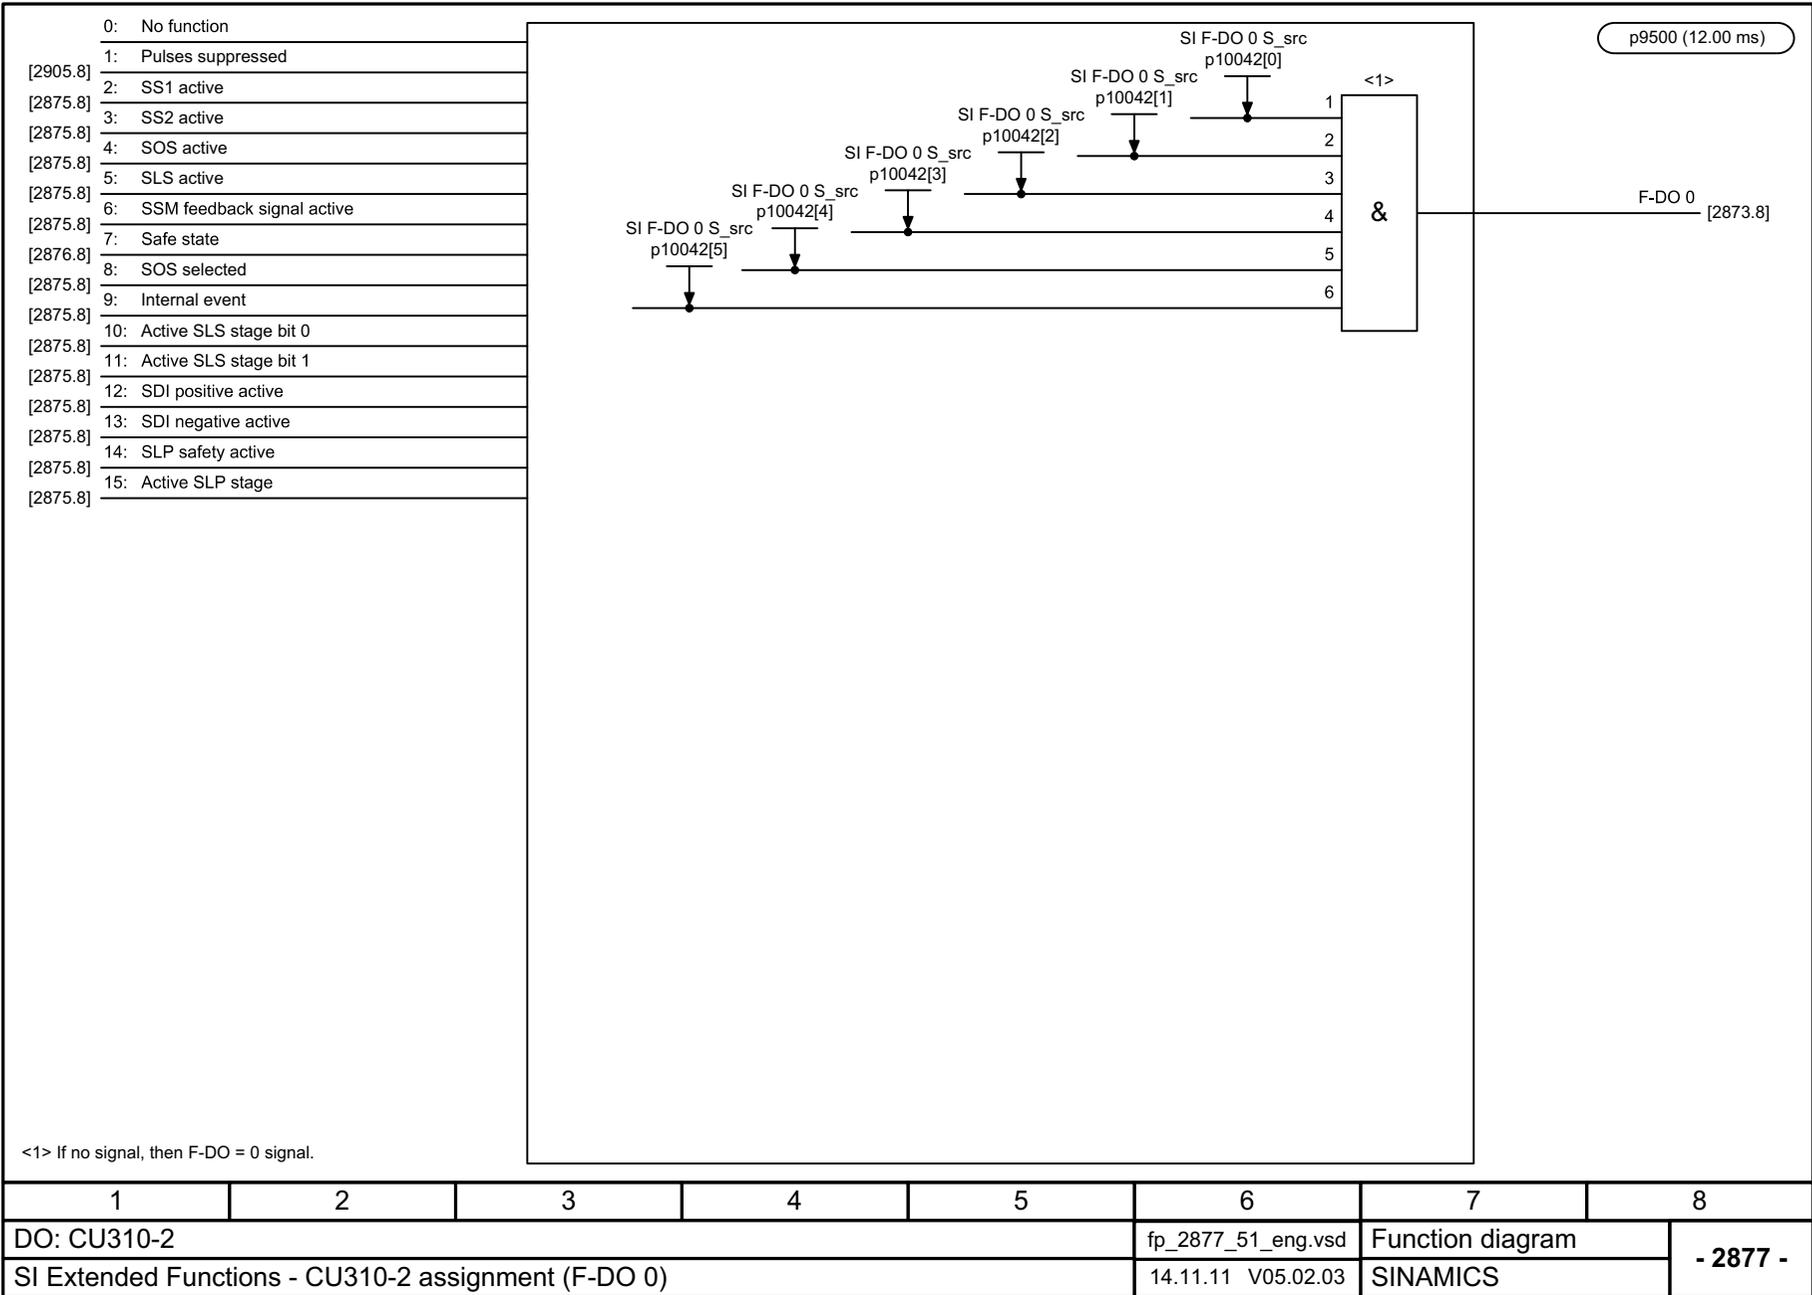 0: No function
1: Pulses suppressed
[2905.8]
2: SS1 active
[2875.8]
3: SS2 active
[2875.8]
4: SOS active
[2875.8]
5: SLS active
[2875.8]
6: SSM feedback signal active
[2875.8]
7: Safe state
[2876.8]
8: SOS selected
[2875.8]
9: Internal event
[2875.8]
10: Active SLS stage bit 0
[2875.8]
11: Active SLS stage bit 1
[2875.8]
12: SDI positive active
[2875.8]
13: SDI negative active
[2875.8]
14: SLP safety active
[2875.8]
15: Active SLP stage
[2875.8]
SI F-DO 0 S_src
p10042[0]
SI F-DO 0 S_src
p10042[1]
SI F-DO 0 S_src
p10042[2]
SI F-DO 0 S_src
p10042[3]
SI F-DO 0 S_src
p10042[4]
SI F-DO 0 S_src
p10042[5]
<1>
1
2
3
4
5
6
&
p9500 (12.00 ms)
F-DO 0
[2873.8]
<1> If no signal, then F-DO = 0 signal.
1 2 3 4 5 6 7 8
DO: CU310-2
fp_2877_51_eng.vsd
Function diagram
- 2877 -
SI Extended Functions - CU310-2 assignment (F-DO 0)
14.11.11 V05.02.03
SINAMICS